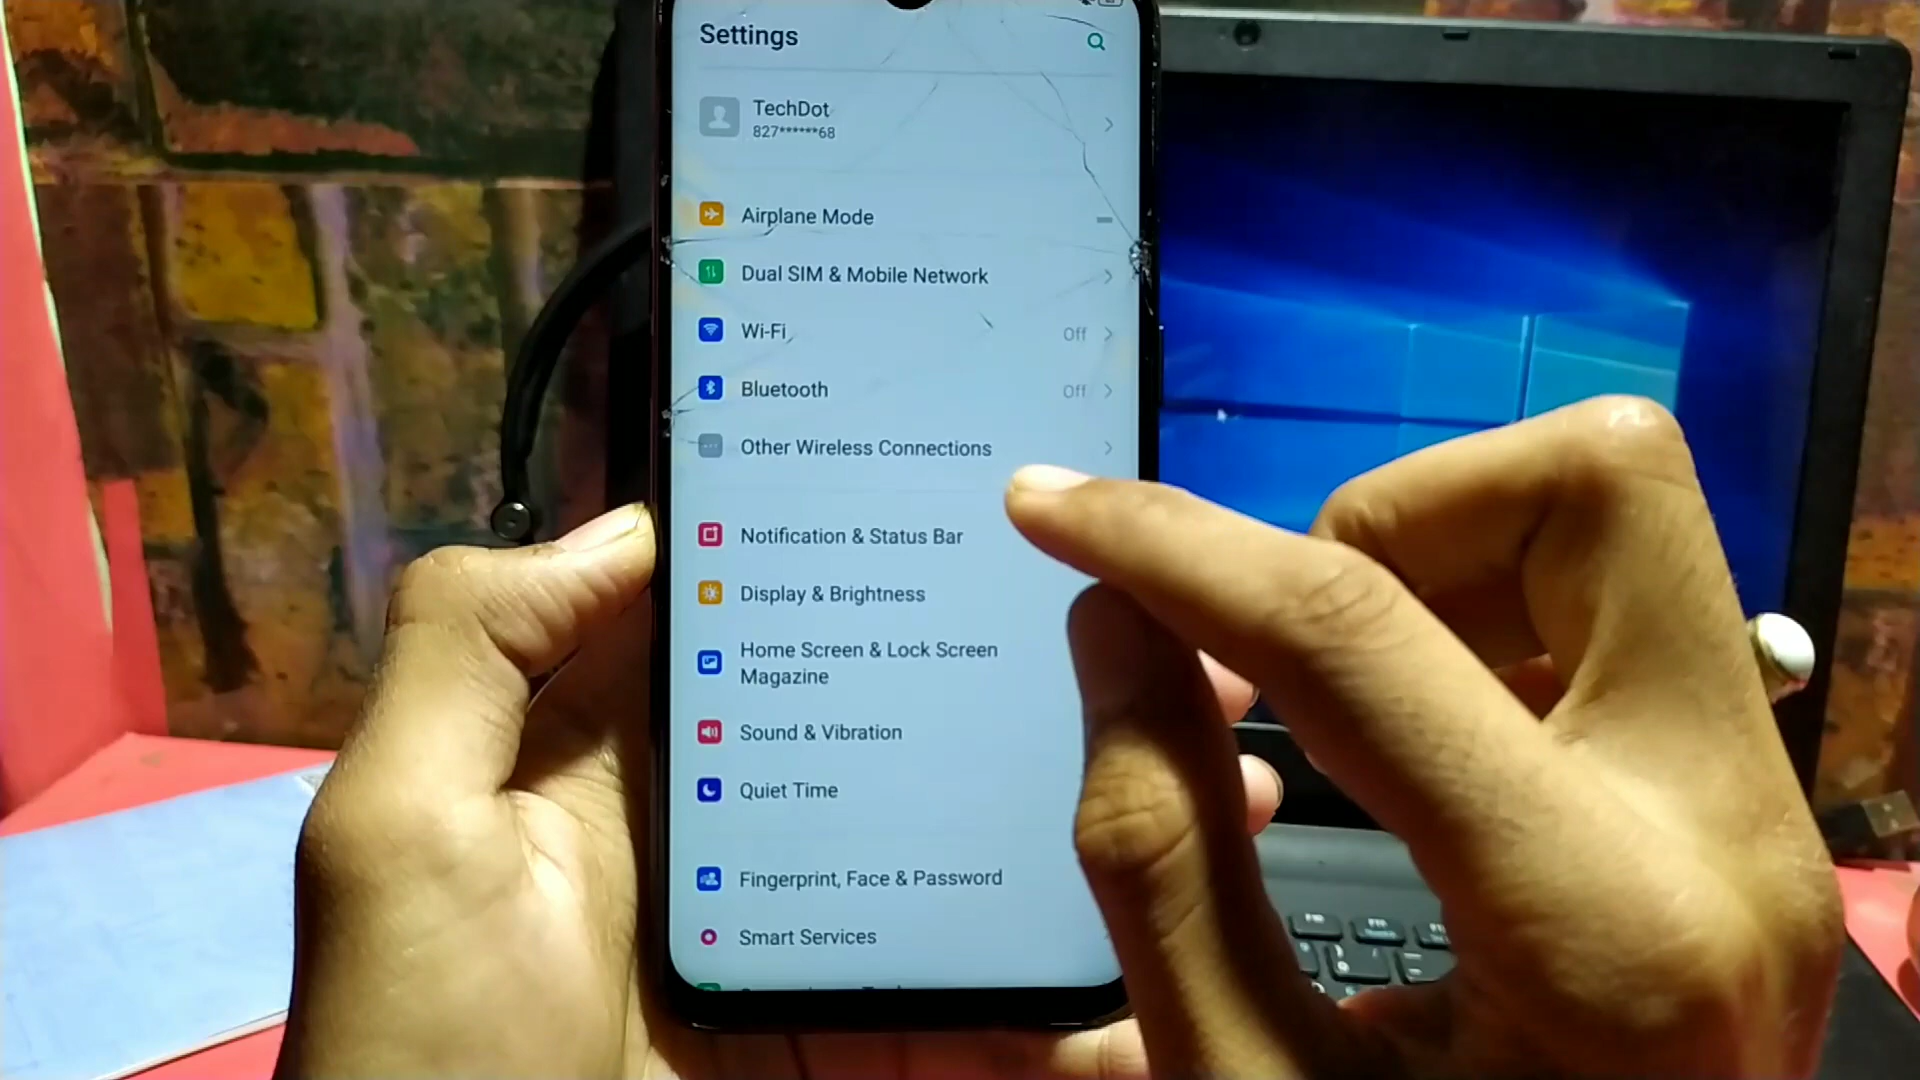 Settings
TechDot
827******68
Airplane Mode
Dual SIM & Mobile Network
Wi-Fi
Off
Bluetooth
Off
Other Wireless Connections
Notification & Status Bar
Display & Brightness
Home Screen & Lock Screen
Magazine
Sound & Vibration
Quiet Time
Fingerprint, Face & Password
Smart Services